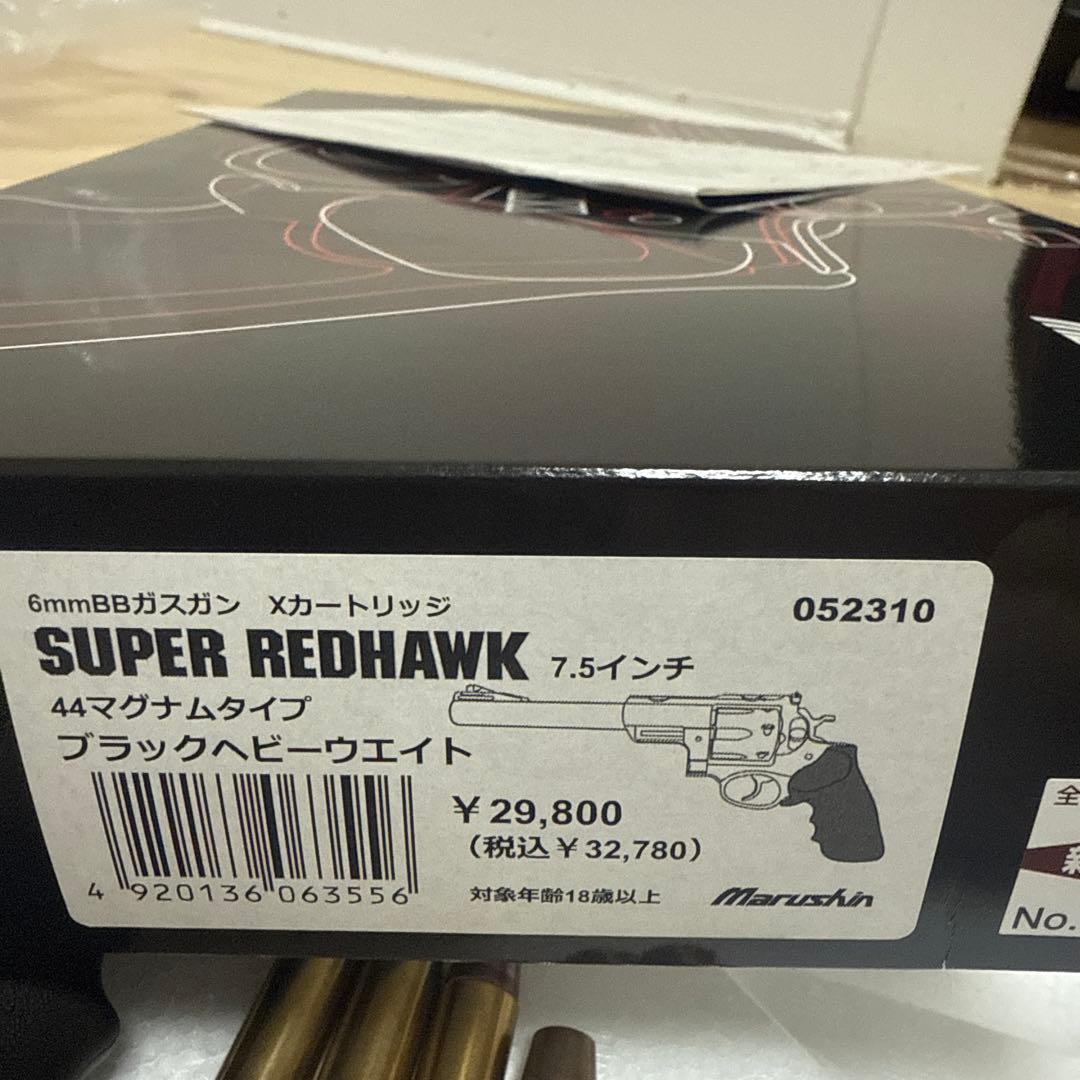 6mmBBガスガン Xカートリッジ
052310
SUPER REDHAWK 7.5インチ
44マグナムタイプ
ブラックヘビーウエイト
￥29,800
(税込￥32,780)
4 920136 063556
対象年齢18歳以上
Marushin
全
No.